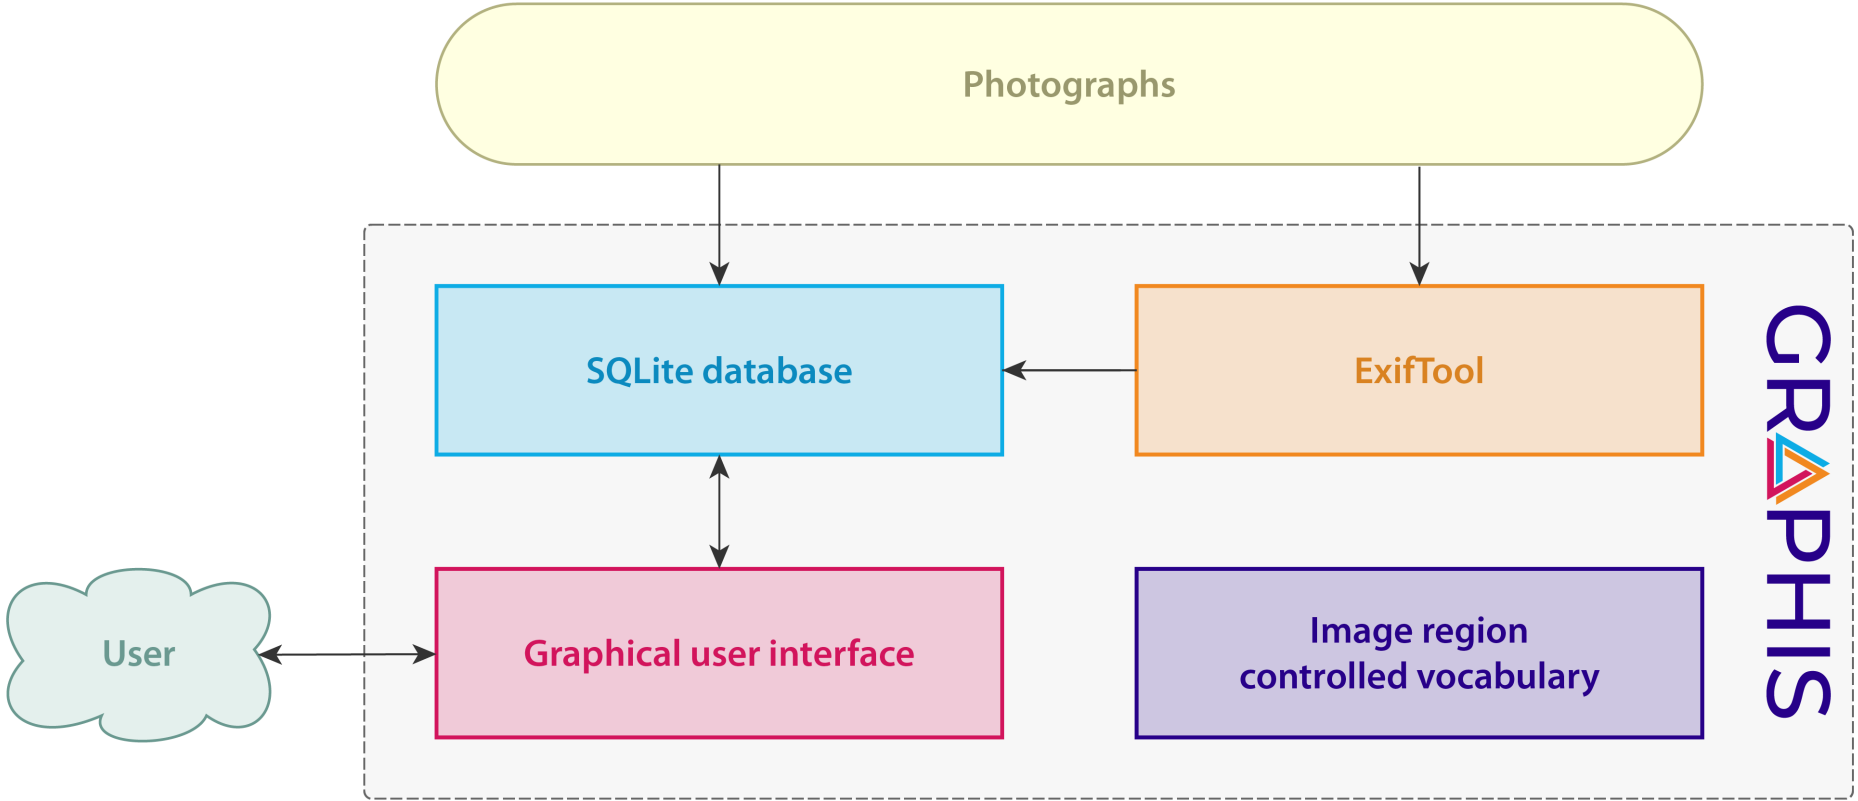 Photographs
SQLite database
ExifTool
GRAPHIS
User
Graphical user interface
Image region
controlled vocabulary